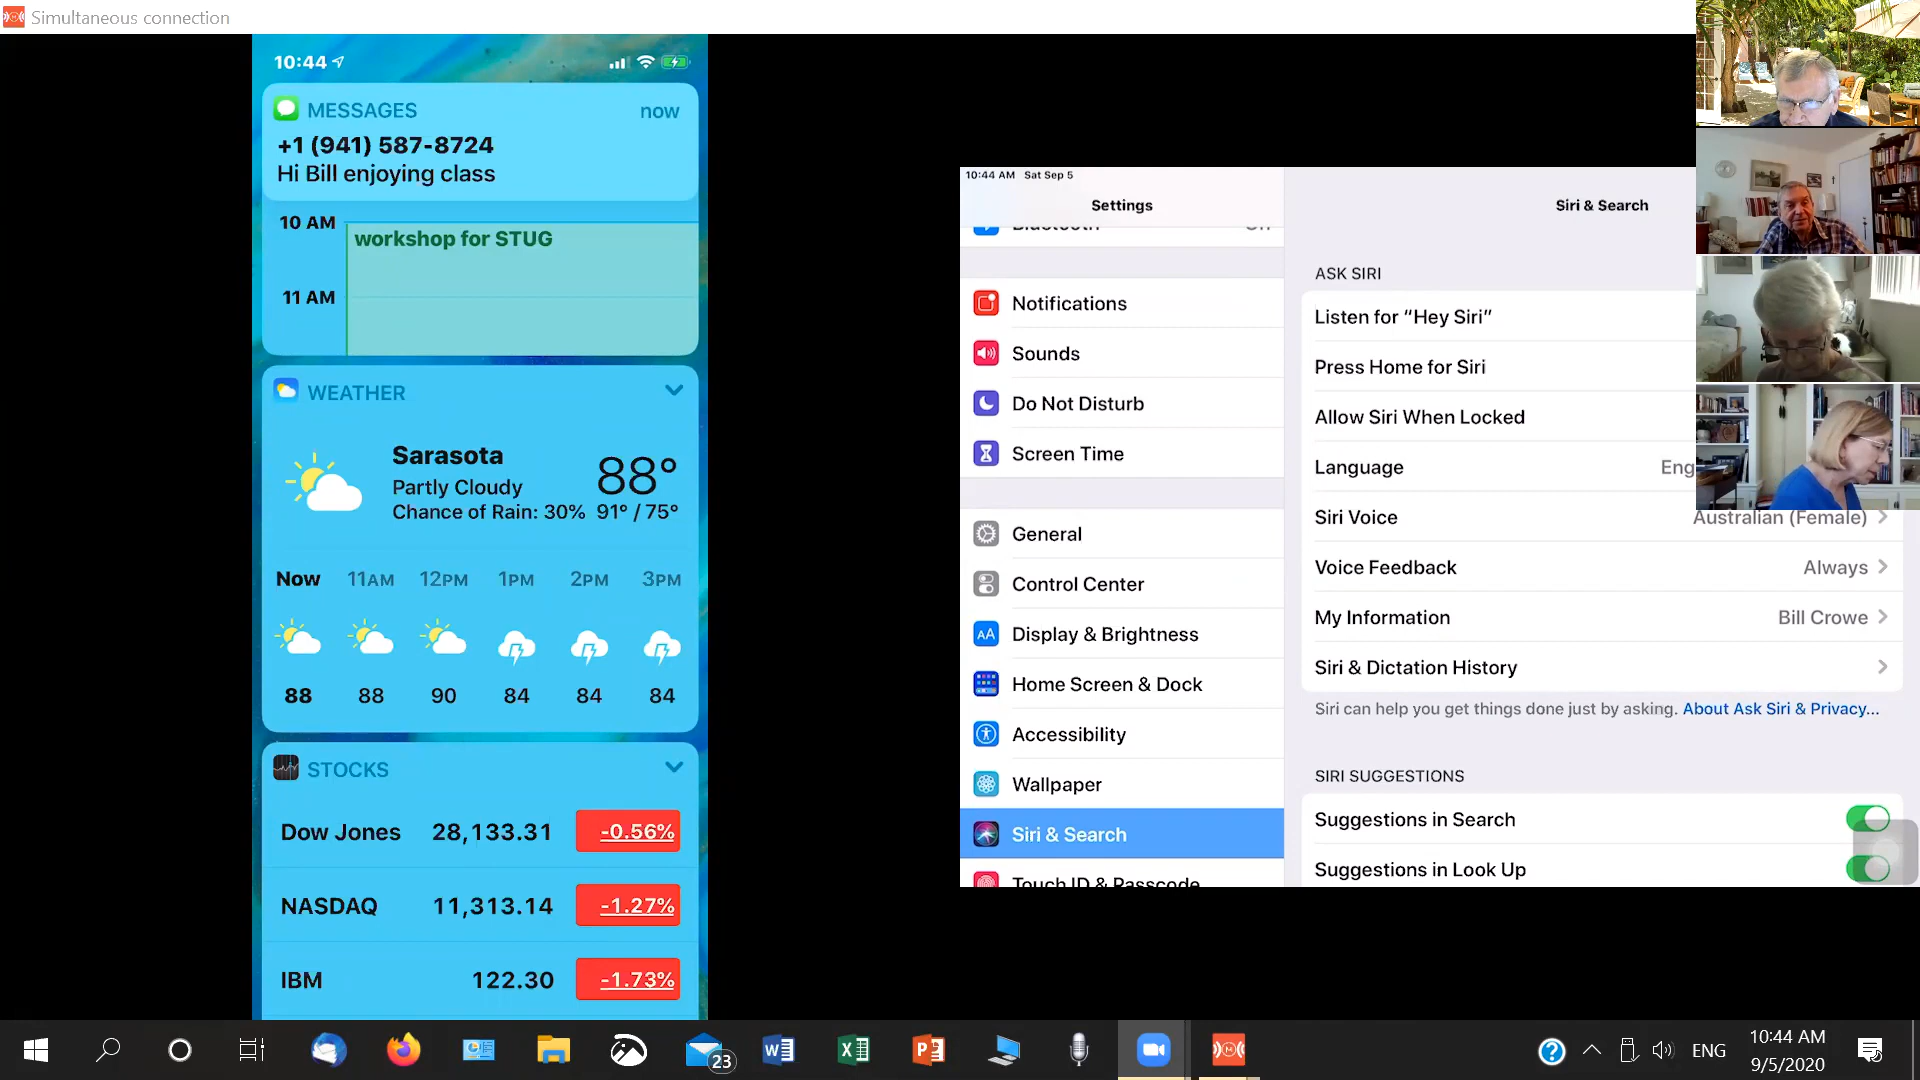 Simultaneous connection
10:44
MESSAGES now
+1 (941) 587-8724
Hi Bill enjoying class
10 AM
workshop for STUG
11 AM
WEATHER
Sarasota 88°
Partly Cloudy
Chance of Rain: 30% 91° / 75°
Now 11AM 12PM 1PM 2PM 3PM
88 88 90 84 84 84
STOCKS
Dow Jones 28,133.31 -0.56%
NASDAQ 11,313.14 -1.27%
IBM 122.30 -1.73%
10:44 AM Sat Sep 5
Settings
Bluetooth Off
Notifications
Sounds
Do Not Disturb
Screen Time
General
Control Center
AA Display & Brightness
Home Screen & Dock
Accessibility
Wallpaper
Siri & Search
Touch ID & Passcode
Siri & Search
ASK SIRI
Listen for “Hey Siri”
Press Home for Siri
Allow Siri When Locked
Language Eng
Siri Voice Australian (Female)
Voice Feedback Always
My Information Bill Crowe
Siri & Dictation History
Siri can help you get things done just by asking. About Ask Siri & Privacy...
SIRI SUGGESTIONS
Suggestions in Search
Suggestions in Look Up
23 W X P ENG 10:44 AM
9/5/2020